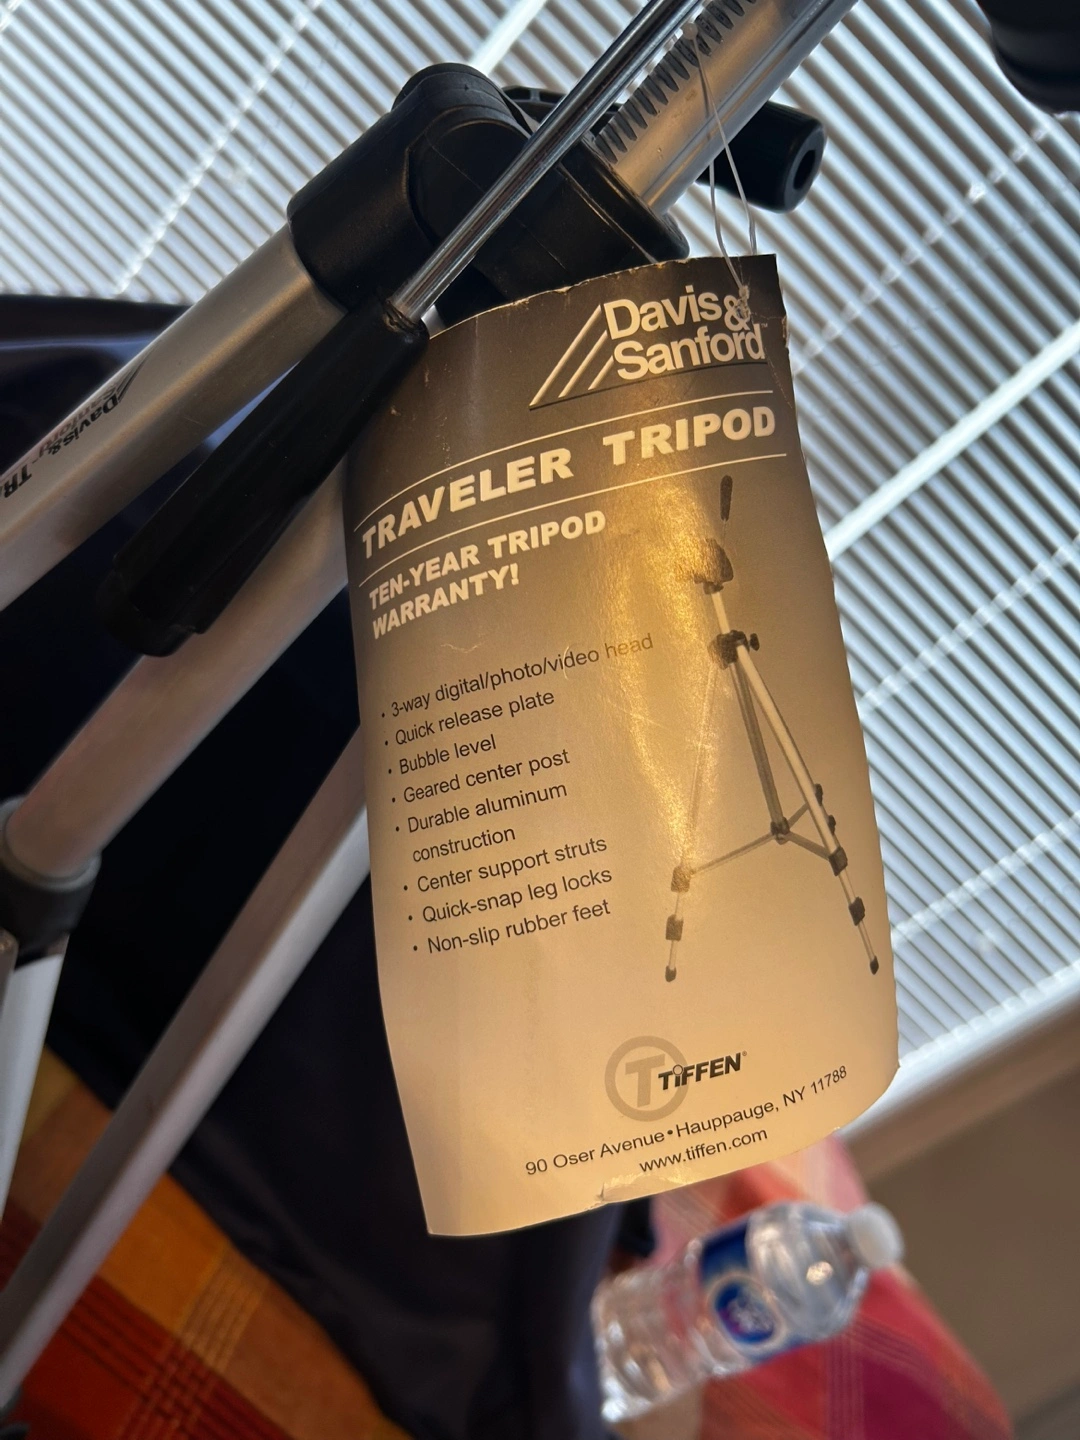 Davis&
Sanford™
TRAVELER TRIPOD
TEN-YEAR TRIPOD
WARRANTY!
• 3-way digital/photo/video head
• Quick release plate
• Bubble level
• Geared center post
• Durable aluminum
construction
• Center support struts
• Quick-snap leg locks
• Non-slip rubber feet
T TIFFEN®
90 Oser Avenue•Hauppauge, NY 11788
www.tiffen.com
Davis&
Sanford